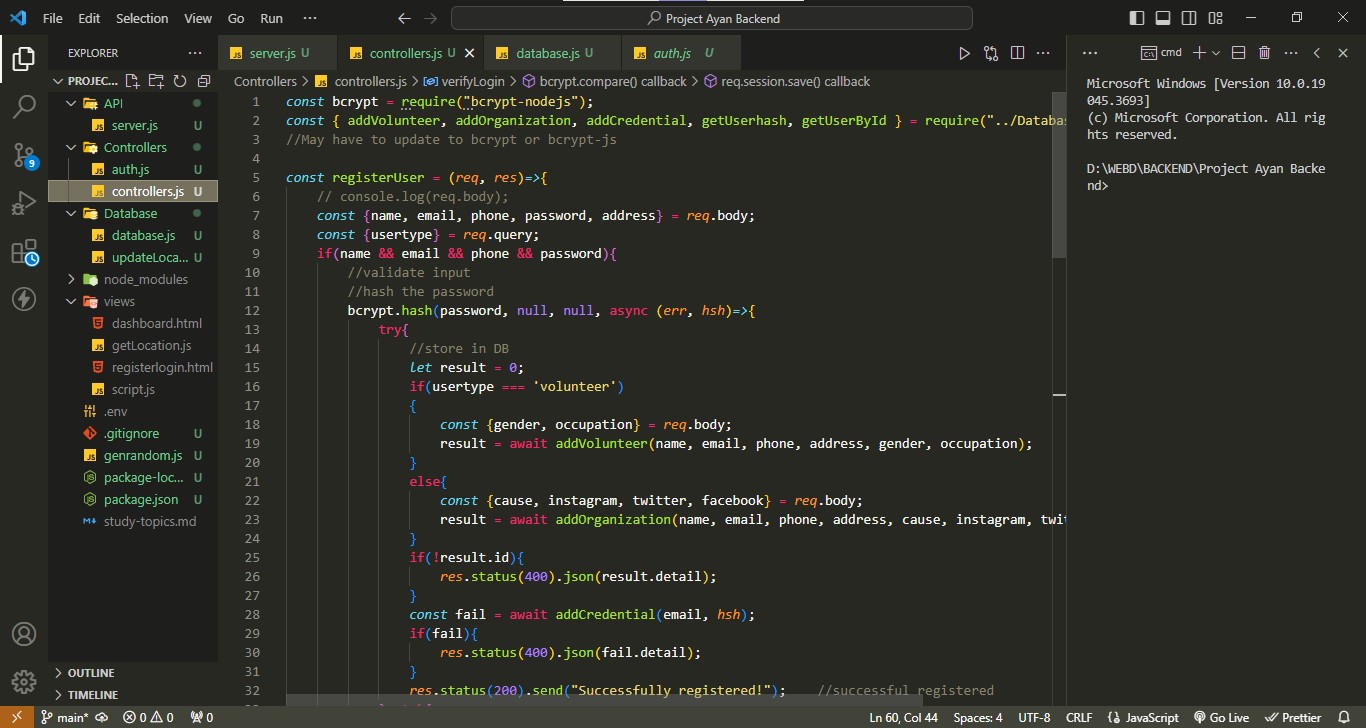 File Edit Selection View Go Run ··· Project Ayan Backend
EXPLORER ···
PROJEC...
API
server.js U
Controllers
auth.js U
controllers.js U
Database
database.js U
updateLoca... U
node_modules
views
dashboard.html
getLocation.js
registerlogin.html
script.js
.env
.gitignore U
genrandom.js U
package-loc... U
package.json U
study-topics.md
OUTLINE
TIMELINE
9
server.js U controllers.js U database.js U auth.js U
Controllers > controllers.js > verifyLogin > bcrypt.compare() callback > req.session.save() callback
1 const bcrypt = require("bcrypt-nodejs");
2 const { addVolunteer, addOrganization, addCredential, getUserhash, getUserById } = require("../Databa
3 //May have to update to bcrypt or bcrypt-js
4
5 const registerUser = (req, res)=>{
6 // console.log(req.body);
7 const {name, email, phone, password, address} = req.body;
8 const {usertype} = req.query;
9 if(name && email && phone && password){
10 //validate input
11 //hash the password
12 bcrypt.hash(password, null, null, async (err, hsh)=>{
13 try{
14 //store in DB
15 let result = 0;
16 if(usertype === 'volunteer')
17 {
18 const {gender, occupation} = req.body;
19 result = await addVolunteer(name, email, phone, address, gender, occupation);
20 }
21 else{
22 const {cause, instagram, twitter, facebook} = req.body;
23 result = await addOrganization(name, email, phone, address, cause, instagram, twit
24 }
25 if(!result.id){
26 res.status(400).json(result.detail);
27 }
28 const fail = await addCredential(email, hsh);
29 if(fail){
30 res.status(400).json(fail.detail);
31 }
32 res.status(200).send("Successfully registered!"); //successful registered
cmd
Microsoft Windows [Version 10.0.19
045.3693]
(c) Microsoft Corporation. All rig
hts reserved.
D:\WEBD\BACKEND\Project Ayan Backe
nd>
main* 0 0 0 Ln 60, Col 44 Spaces: 4 UTF-8 CRLF {} JavaScript Go Live Prettier